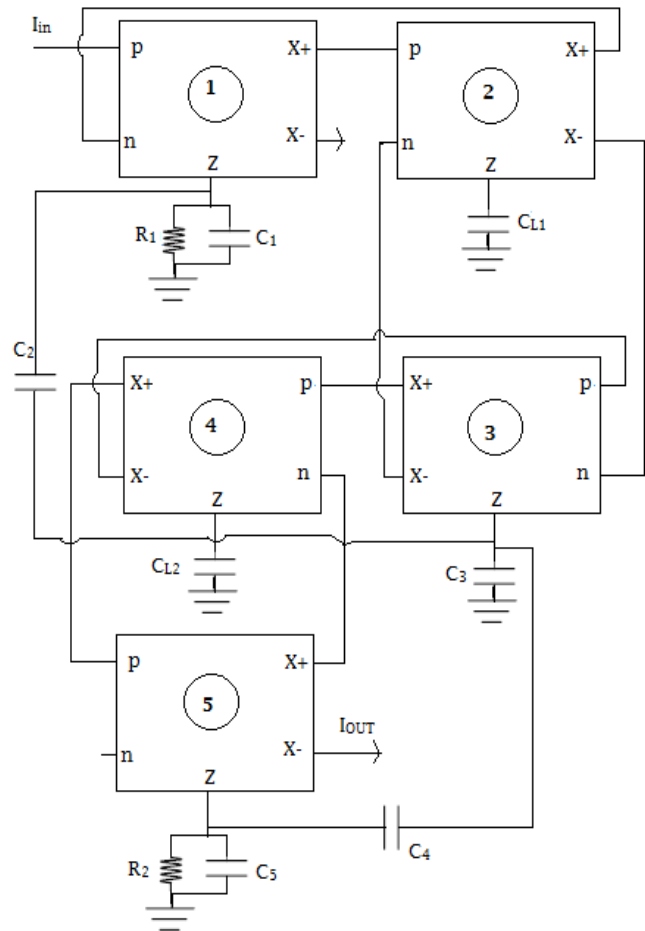 Iin
p X+ p X+
1 2
n X- n X-
Z Z
R1 C1 CL1
C2
X+ p X+ p
4 3
X- n X- n
Z Z
CL2 C3
p X+
5
n X- IOUT
Z
C4
R2 C5